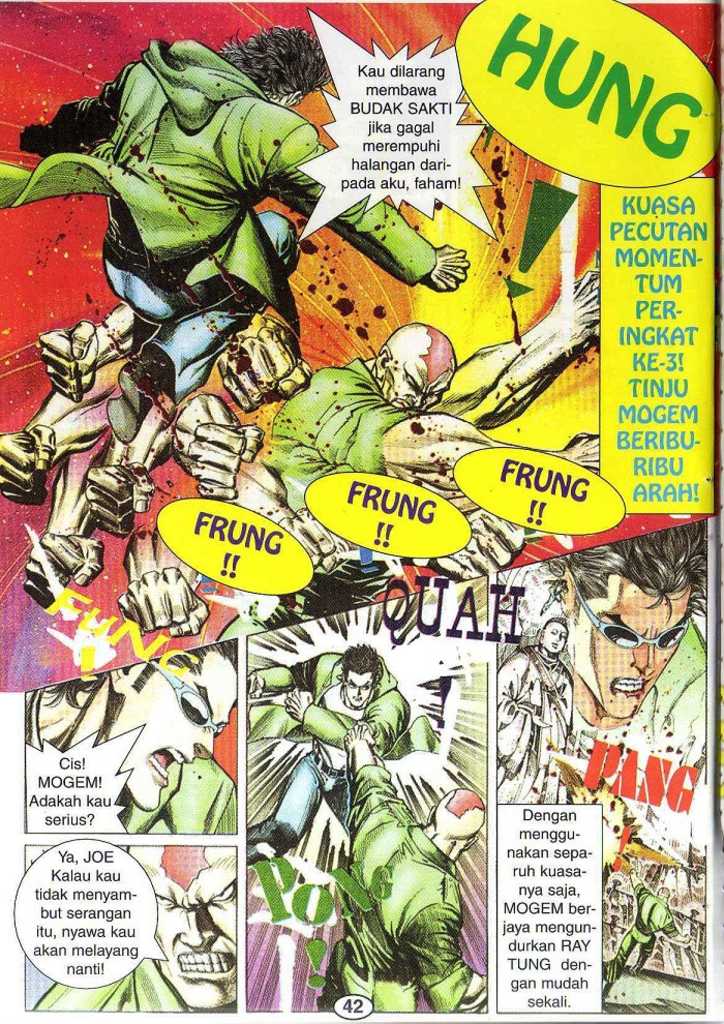 HUNG
!
Kau dilarang
membawa
BUDAK SAKTI
jika gagal
merempuhi
halangan dari-
pada aku, faham!
KUASA
PECUTAN
MOMEN-
TUM
PER-
INGKAT
KE-3!
TINJU
MOGEM
BERIBU-
RIBU
ARAH!
FRUNG
!!
FRUNG
!!
FRUNG
!!
FUNG
!
QUAH
!
Cis!
MOGEM!
Adakah kau
serius?
Ya, JOE
Kalau kau
tidak menyam-
but serangan
itu, nyawa kau
akan melayang
nanti!
PONG
!
PANG
!
Dengan
menggu-
nakan sepa-
ruh kuasa-
nya saja,
MOGEM ber-
jaya mengun-
durkan RAY
TUNG den-
gan mudah
sekali.
42